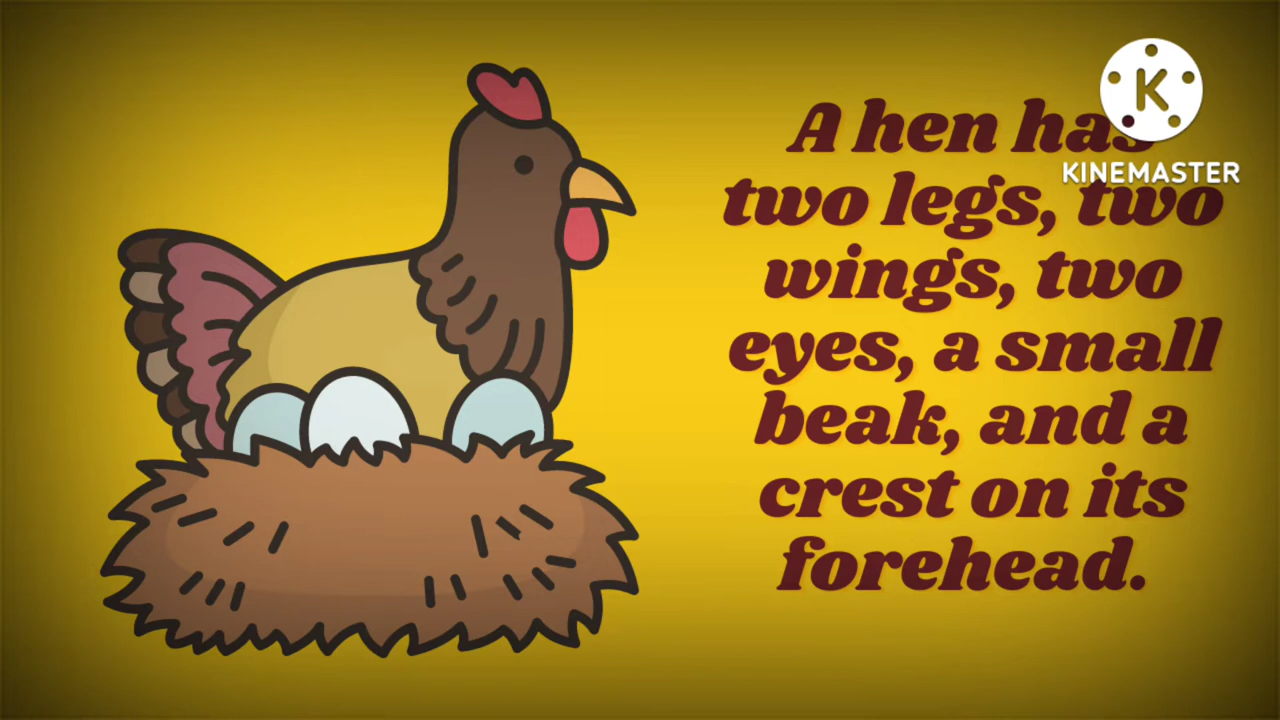 A hen has
two legs, two
wings, two
eyes, a small
beak, and a
crest on its
forehead.
K
KINEMASTER